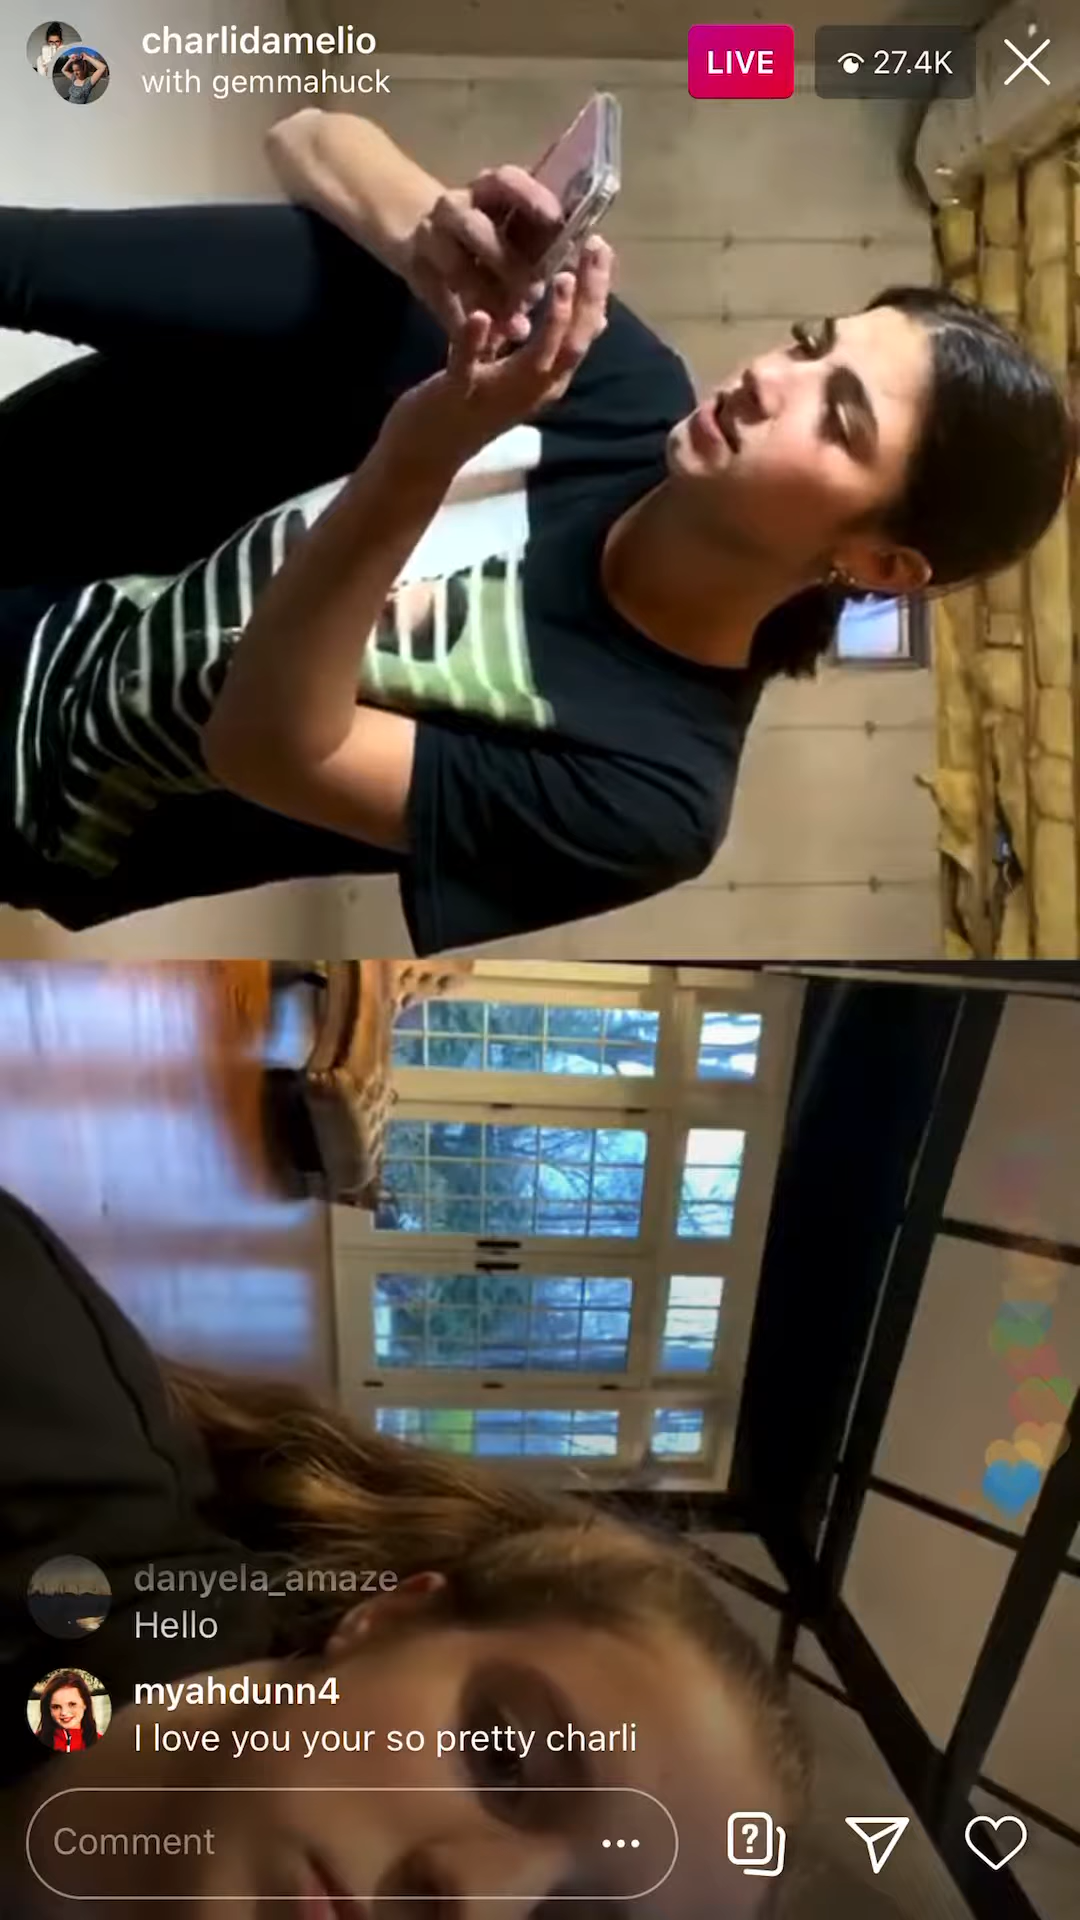 charlidamelio
with gemmahuck
LIVE
27.4K
danyela_amaze
Hello
myahdunn4
I love you your so pretty charli
Comment